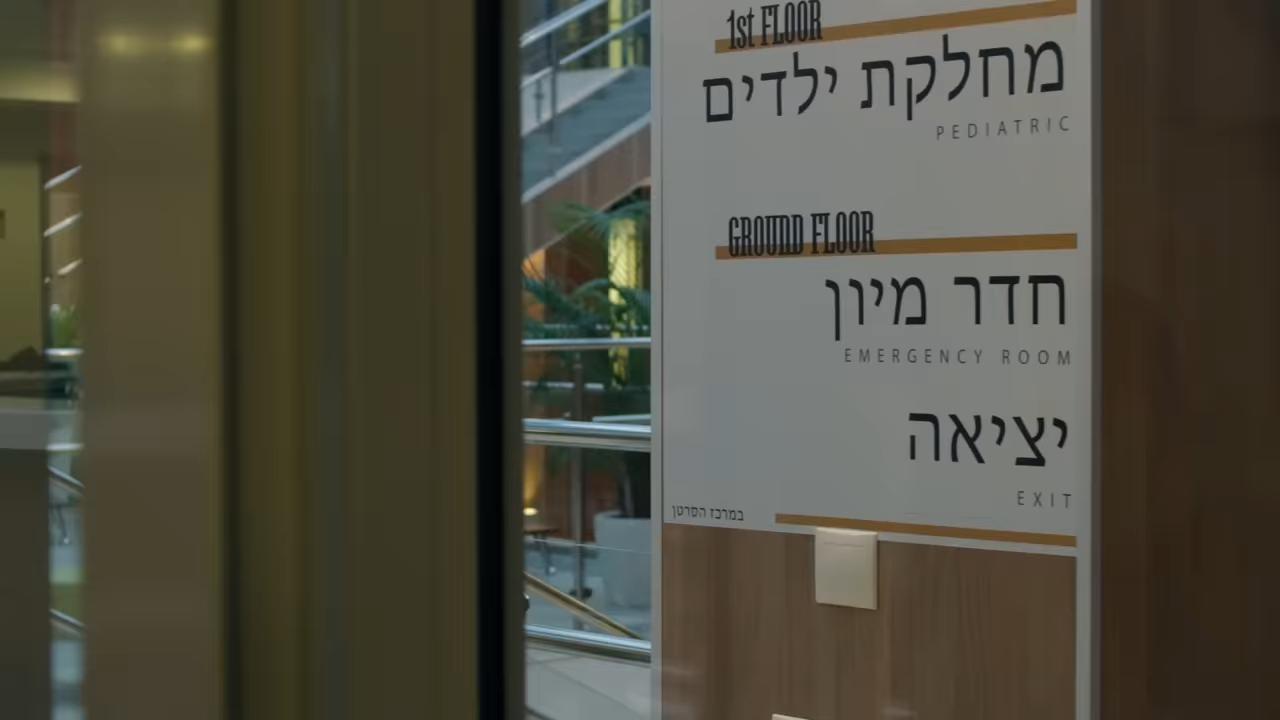 1st FLOOR
מחלקת ילדים
PEDIATRIC
GROUND FLOOR
חדר מיון
EMERGENCY ROOM
יציאה
EXIT
במרכז הסרטן